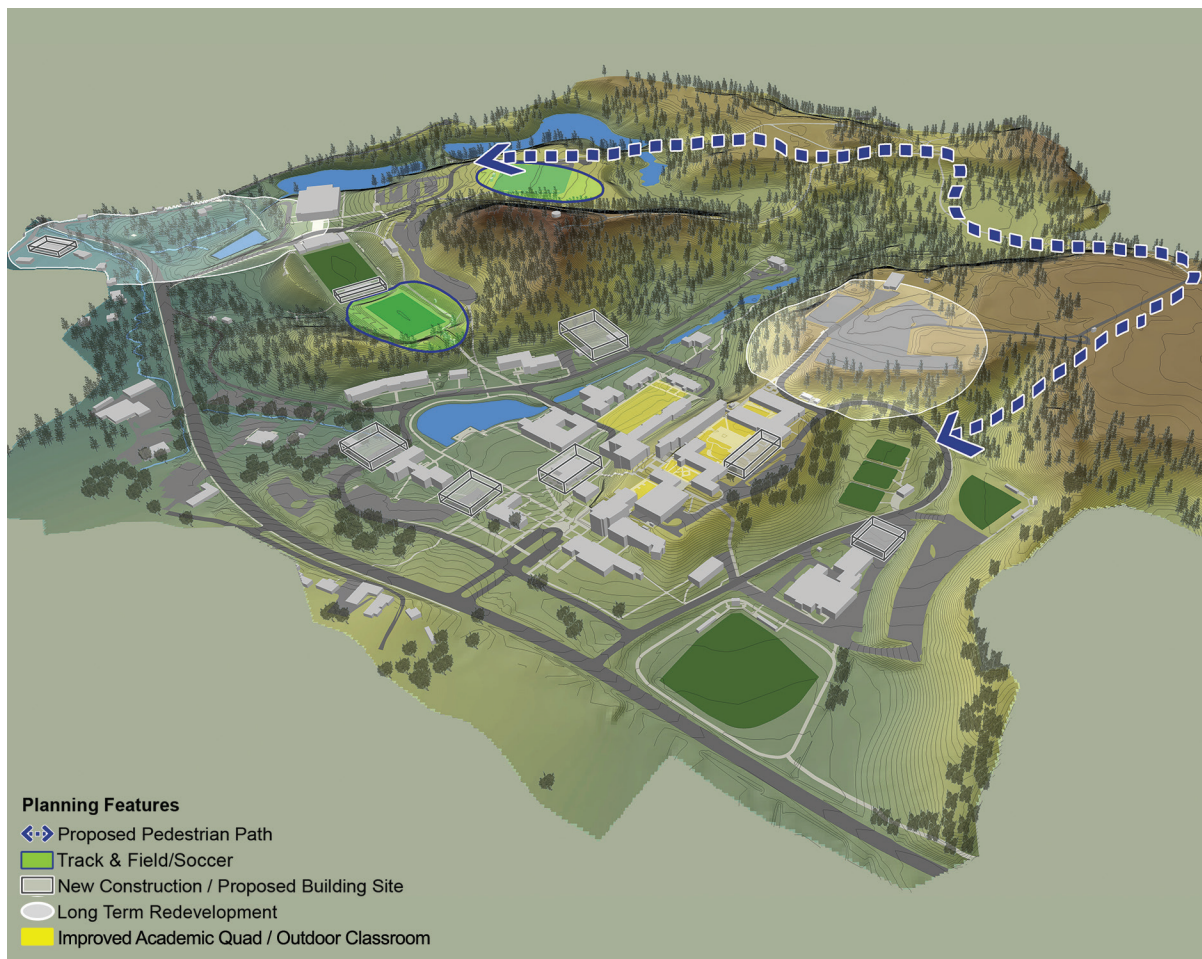 Planning Features
Proposed Pedestrian Path
Track & Field/Soccer
New Construction / Proposed Building Site
Long Term Redevelopment
Improved Academic Quad / Outdoor Classroom